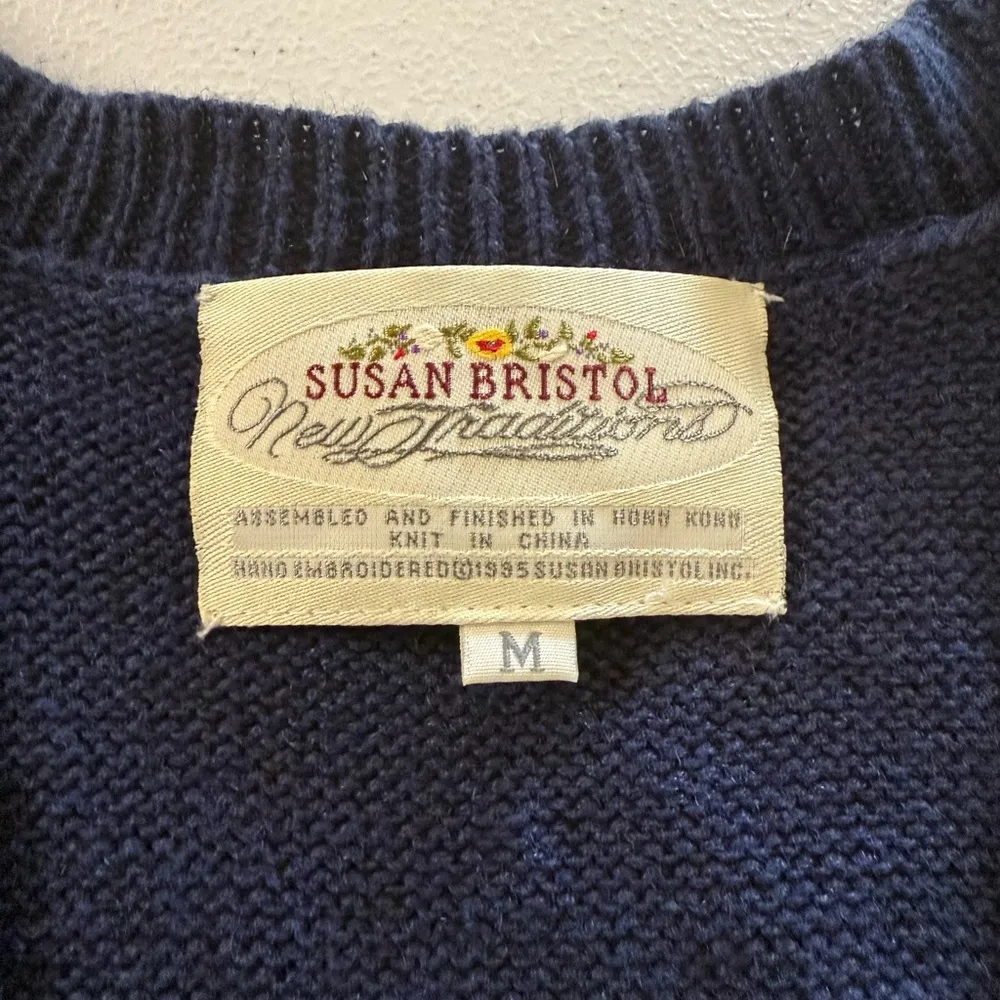 SUSAN BRISTOL
New Traditions
ASSEMBLED AND FINISHED IN HONG KONG
KNIT IN CHINA
HAND EMBROIDERED©1995 SUSAN BRISTOL INC.
M